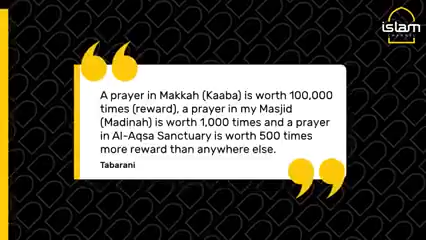 islam
A prayer in Makkah (Kaaba) is worth 100,000
times (reward), a prayer in my Masjid
(Madinah) is worth 1,000 times and a prayer
in Al-Aqsa Sanctuary is worth 500 times
more reward than anywhere else.
Tabarani